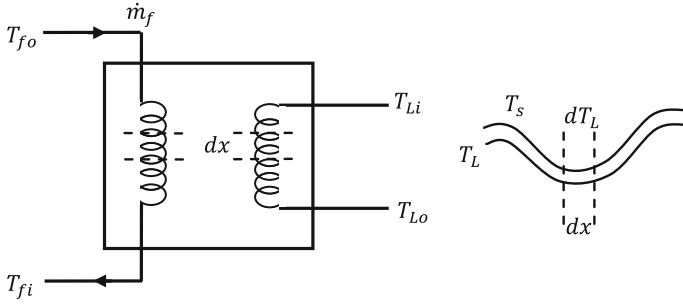 ṁ_f
T_fo
T_Li
dx
T_Lo
T_fi
T_s
dT_L
T_L
dx